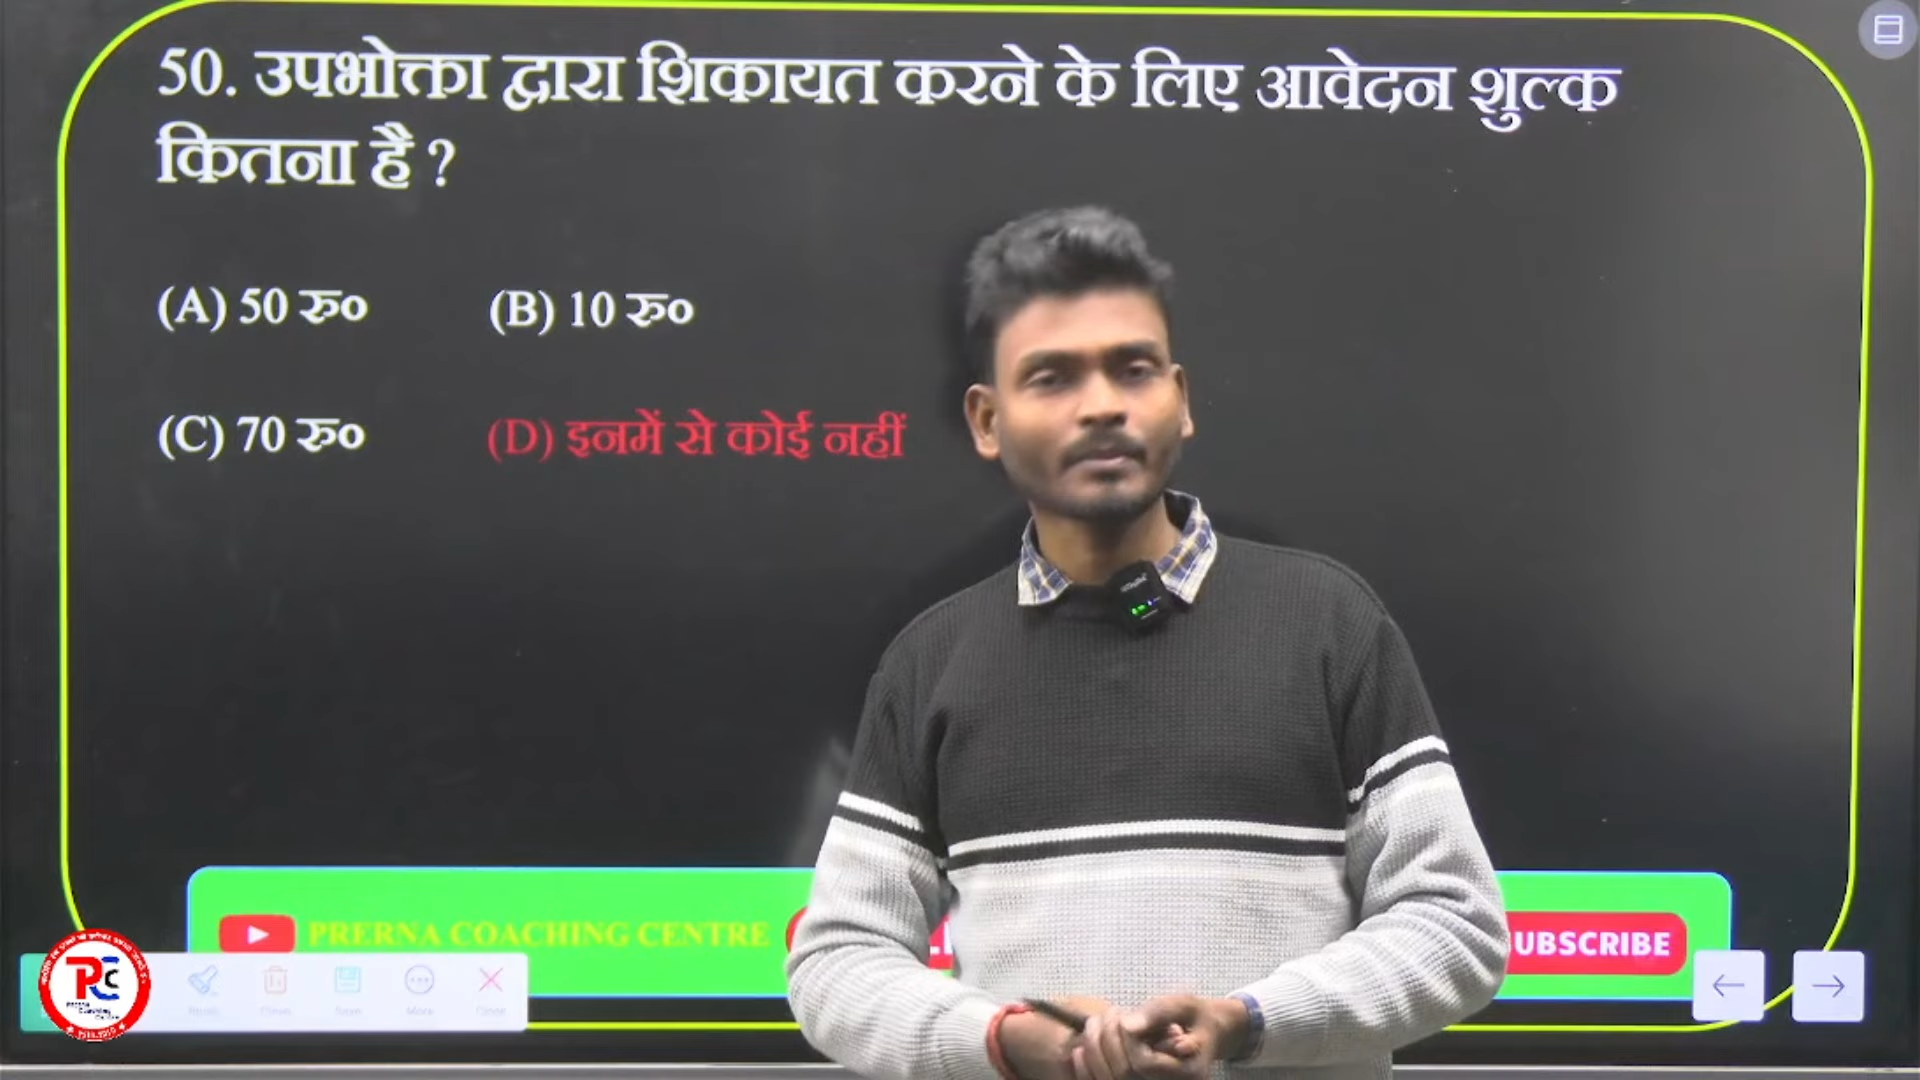 50. उपभोक्ता द्वारा शिकायत करने के लिए आवेदन शुल्क
कितना है ?
(A) 50 रु०
(B) 10 रु०
(C) 70 रु०
(D) इनमें से कोई नहीं
PRERNA COACHING CENTRE
UBSCRIBE
More